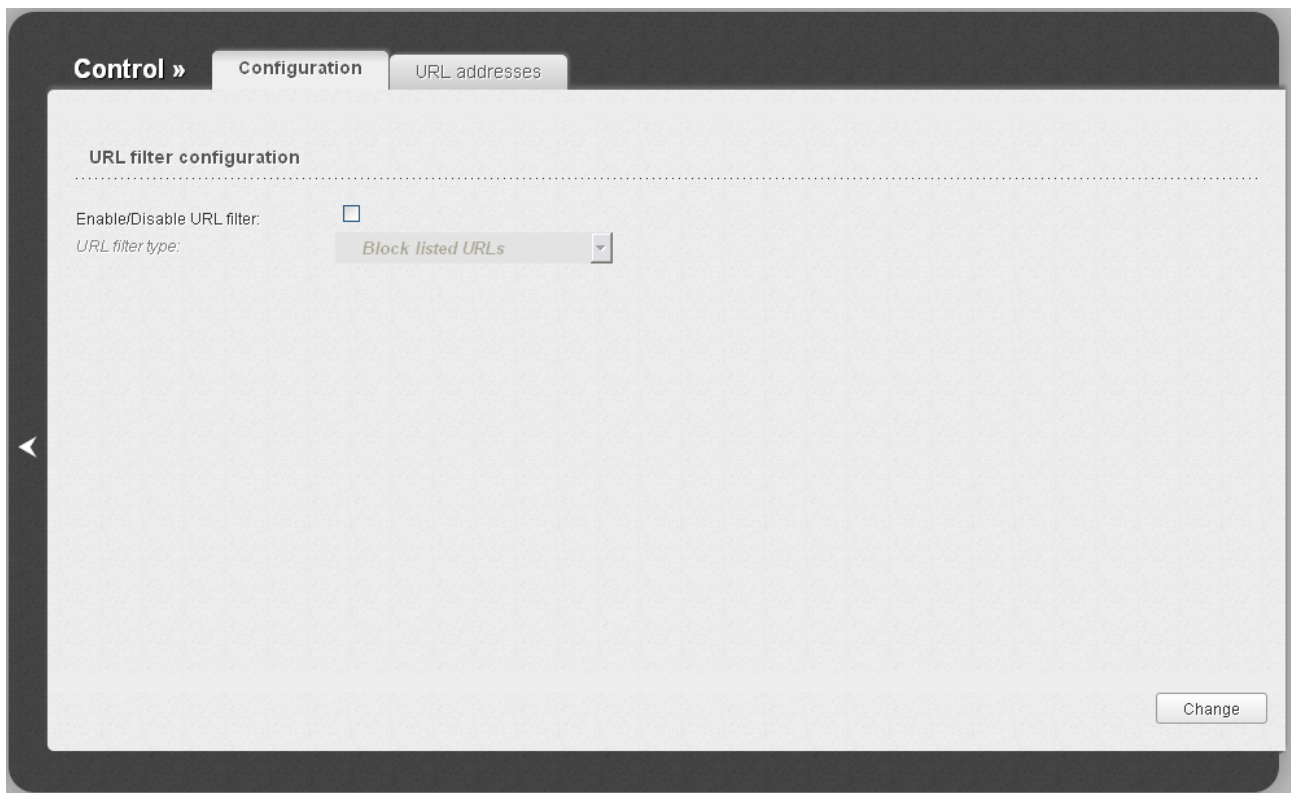 Control » Configuration URL addresses
URL filter configuration
Enable/Disable URL filter:
URL filter type: Block listed URLs
Change